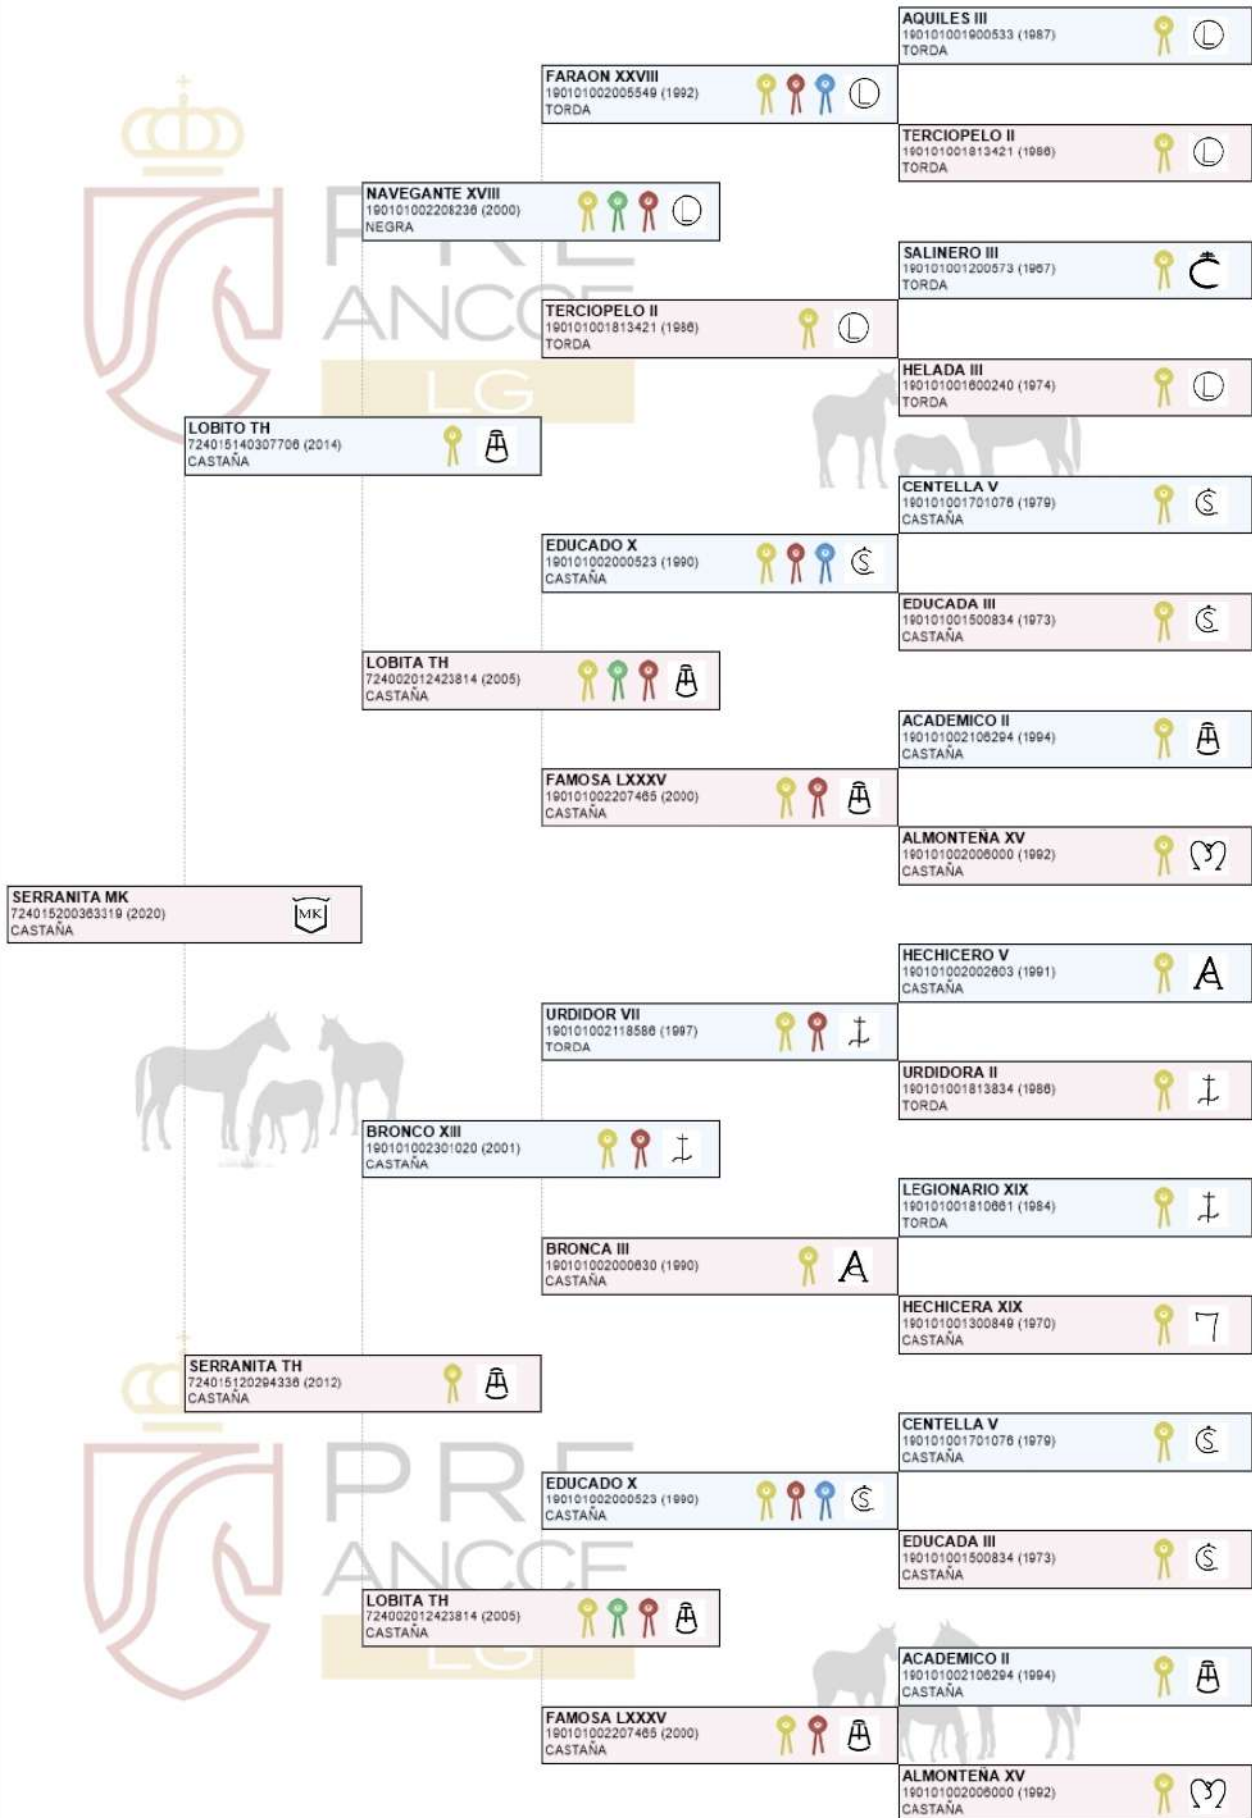 AQUILES III
190101001900533 (1987)
TORDA
FARAON XXVIII
190101002005549 (1992)
TORDA
TERCIOPELO II
190101001813421 (1986)
TORDA
NAVEGANTE XVIII
190101002208236 (2000)
NEGRA
SALINERO III
190101001200573 (1967)
TORDA
TERCIOPELO II
190101001813421 (1986)
TORDA
HELADA III
190101001600240 (1974)
TORDA
LOBITO TH
724015140307706 (2014)
CASTAÑA
CENTELLA V
190101001701076 (1979)
CASTAÑA
EDUCADO X
190101002000523 (1990)
CASTAÑA
EDUCADA III
190101001500834 (1973)
CASTAÑA
LOBITA TH
724002012423814 (2005)
CASTAÑA
ACADEMICO II
190101002106294 (1994)
CASTAÑA
FAMOSA LXXXV
190101002207465 (2000)
CASTAÑA
ALMONTEÑA XV
190101002006000 (1992)
CASTAÑA
SERRANITA MK
724015200363319 (2020)
CASTAÑA
MK
HECHICERO V
190101002002603 (1991)
CASTAÑA
URDIDOR VII
190101002118586 (1997)
TORDA
URDIDORA II
190101001813834 (1986)
TORDA
BRONCO XIII
190101002301020 (2001)
CASTAÑA
LEGIONARIO XIX
190101001810661 (1984)
TORDA
BRONCA III
190101002000630 (1990)
CASTAÑA
HECHICERA XIX
190101001300849 (1970)
CASTAÑA
SERRANITA TH
724015120294336 (2012)
CASTAÑA
CENTELLA V
190101001701076 (1979)
CASTAÑA
EDUCADO X
190101002000523 (1990)
CASTAÑA
EDUCADA III
190101001500834 (1973)
CASTAÑA
LOBITA TH
724002012423814 (2005)
CASTAÑA
ACADEMICO II
190101002106294 (1994)
CASTAÑA
FAMOSA LXXXV
190101002207465 (2000)
CASTAÑA
ALMONTEÑA XV
190101002006000 (1992)
CASTAÑA
PRE
ANCCE
LG
PRE
ANCCE
LG